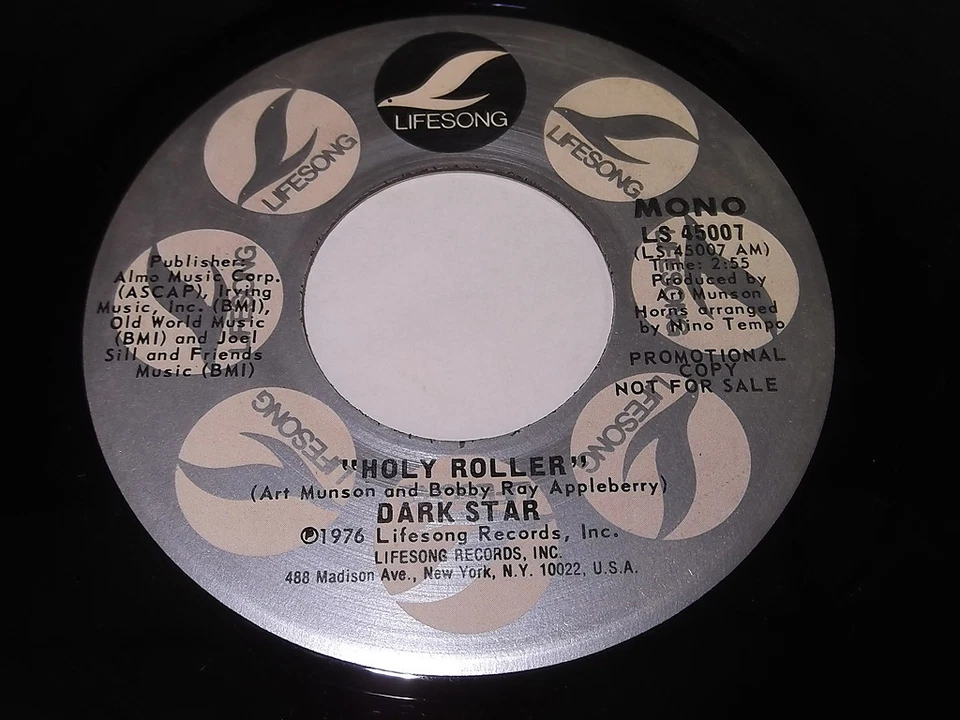 LIFESONG
LIFESONG
LIFESONG
MONO
LS 45007
(LS 45007 AM)
Time: 2:55
Produced by
Art Munson
Horns arranged
by Nino Tempo
PROMOTIONAL
COPY
NOT FOR SALE
LIFESONG
Publisher:
Almo Music Corp.
(ASCAP), Irving
Music, Inc. (BMI),
Old World Music
(BMI) and Joel
Sill and Friends
Music (BMI)
LIFESONG
LIFESONG
LIFESONG
"HOLY ROLLER"
(Art Munson and Bobby Ray Appleberry)
DARK STAR
℗1976 Lifesong Records, Inc.
LIFESONG RECORDS, INC.
488 Madison Ave., New York, N.Y. 10022, U.S.A.